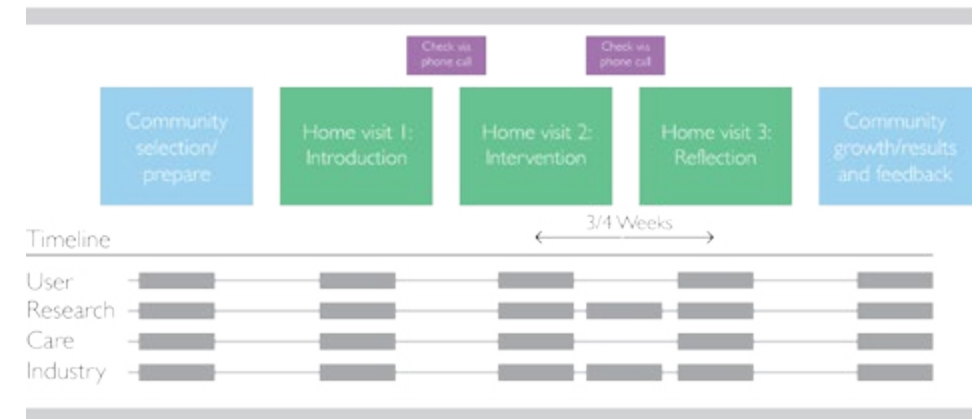 Check via
phone call
Check via
phone call
Community
selection/
prepare
Home visit 1:
Introduction
Home visit 2:
Intervention
Home visit 3:
Reflection
Community
growth/results
and feedback
3/4 Weeks
Timeline
User
Research
Care
Industry